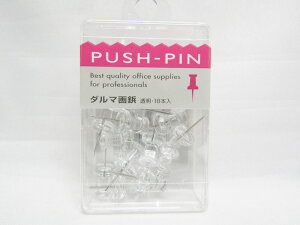 PUSH-PIN
Best quality office supplies
for professionals
ダルマ画鋲 透明・18本入